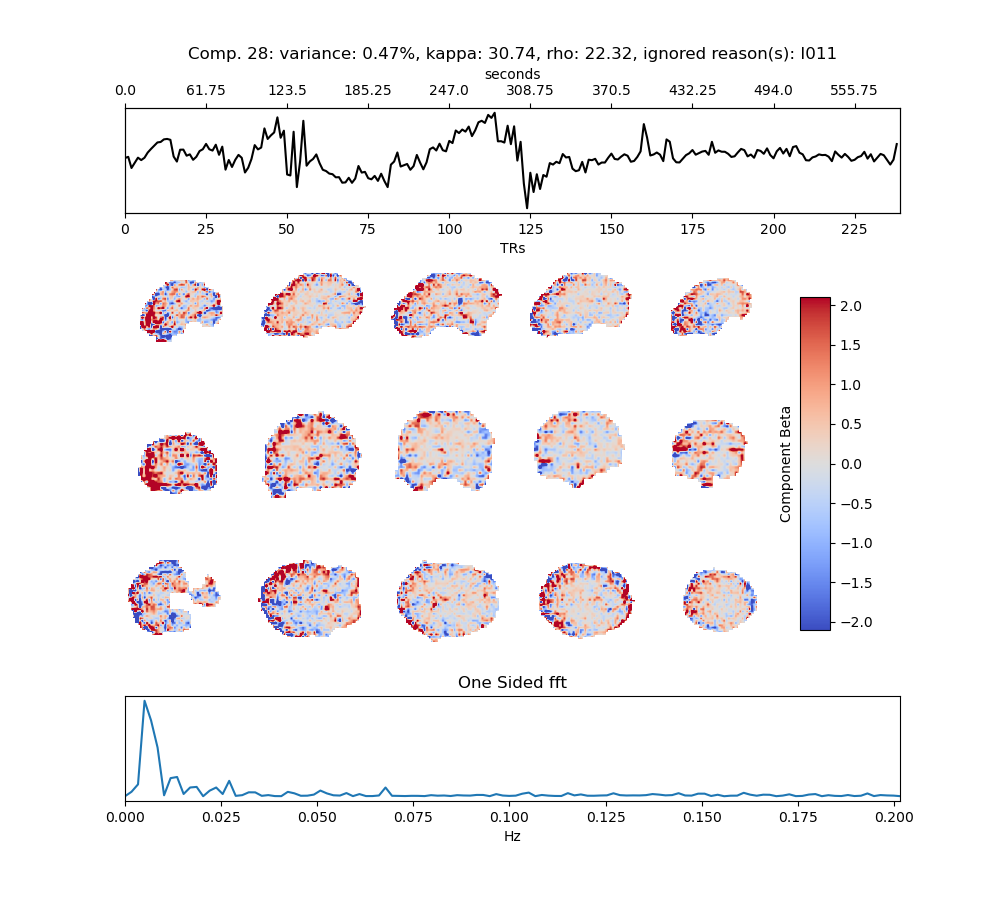 Comp. 28: variance: 0.47%, kappa: 30.74, rho: 22.32, ignored reason(s): I011
seconds
0.0 61.75 123.5 185.25 247.0 308.75 370.5 432.25 494.0 555.75
0 25 50 75 100 125 150 175 200 225
TRs
Component Beta
2.0
1.5
1.0
0.5
0.0
−0.5
−1.0
−1.5
−2.0
One Sided fft
0.000 0.025 0.050 0.075 0.100 0.125 0.150 0.175 0.200
Hz